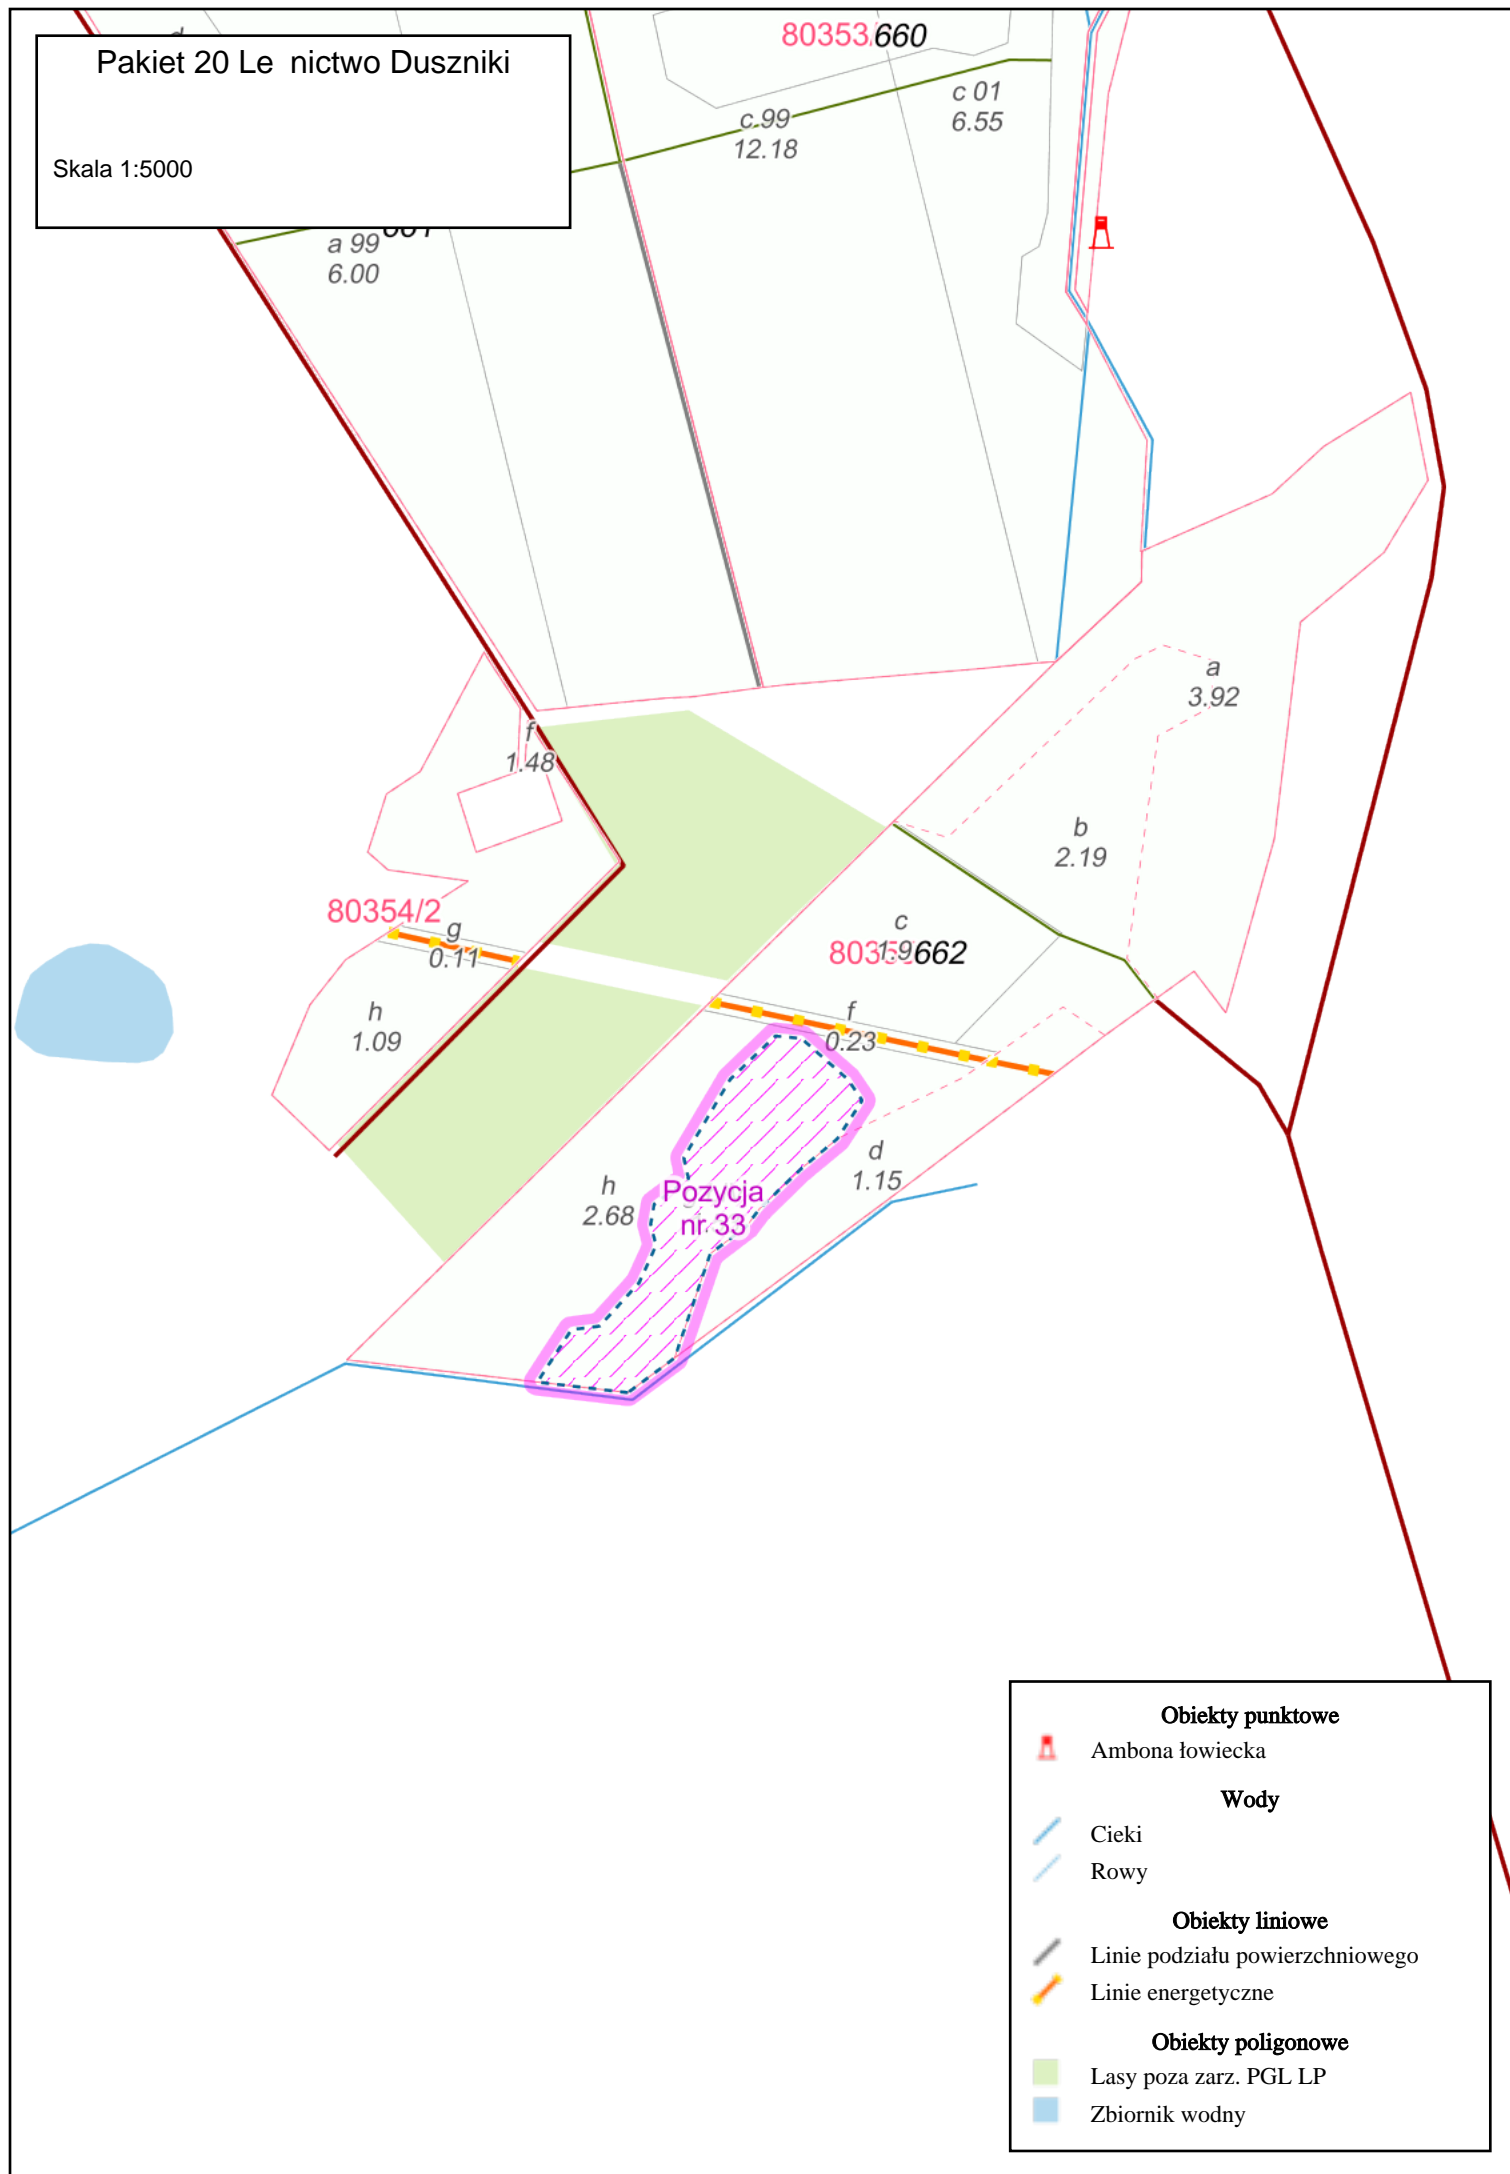 Pakiet 20 Le nictwo Duszniki
Skala 1:5000
80353/660
c 01
6.55
c.99
12.18
a 99
6.00
a
3.92
f
1.48
b
2.19
80354/2
g
0.11
c
662
h
1.09
f
0.23
d
1.15
h
2.68
Pozycja
nr 33
Obiekty punktowe
Ambona łowiecka
Wody
Cieki
Rowy
Obiekty liniowe
Linie podziału powierzchniowego
Linie energetyczne
Obiekty poligonowe
Lasy poza zarz. PGL LP
Zbiornik wodny